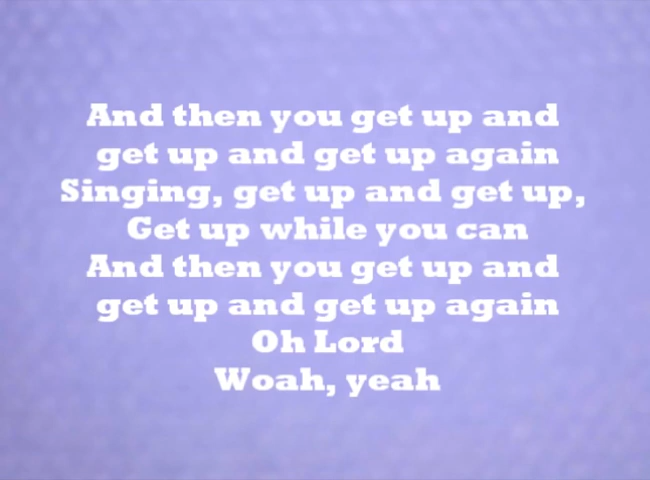 And then you get up and
get up and get up again
Singing, get up and get up,
Get up while you can
And then you get up and
get up and get up again
Oh Lord
Woah, yeah